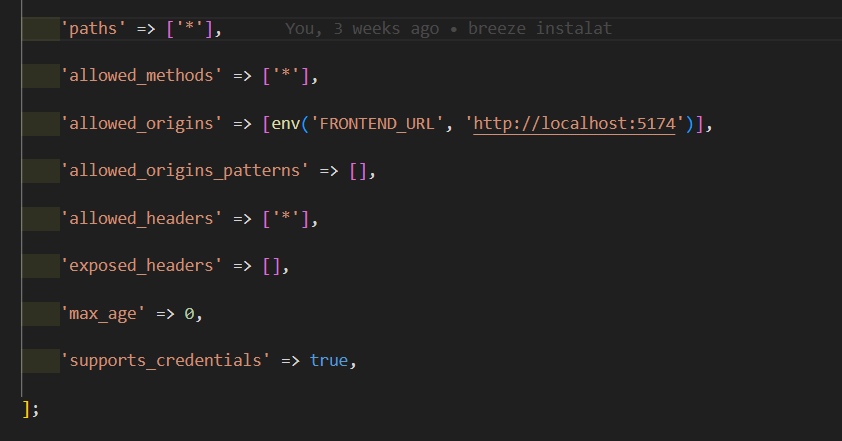 'paths' => ['*'], You, 3 weeks ago • breeze instalat
'allowed_methods' => ['*'],
'allowed_origins' => [env('FRONTEND_URL', 'http://localhost:5174')],
'allowed_origins_patterns' => [],
'allowed_headers' => ['*'],
'exposed_headers' => [],
'max_age' => 0,
'supports_credentials' => true,
];